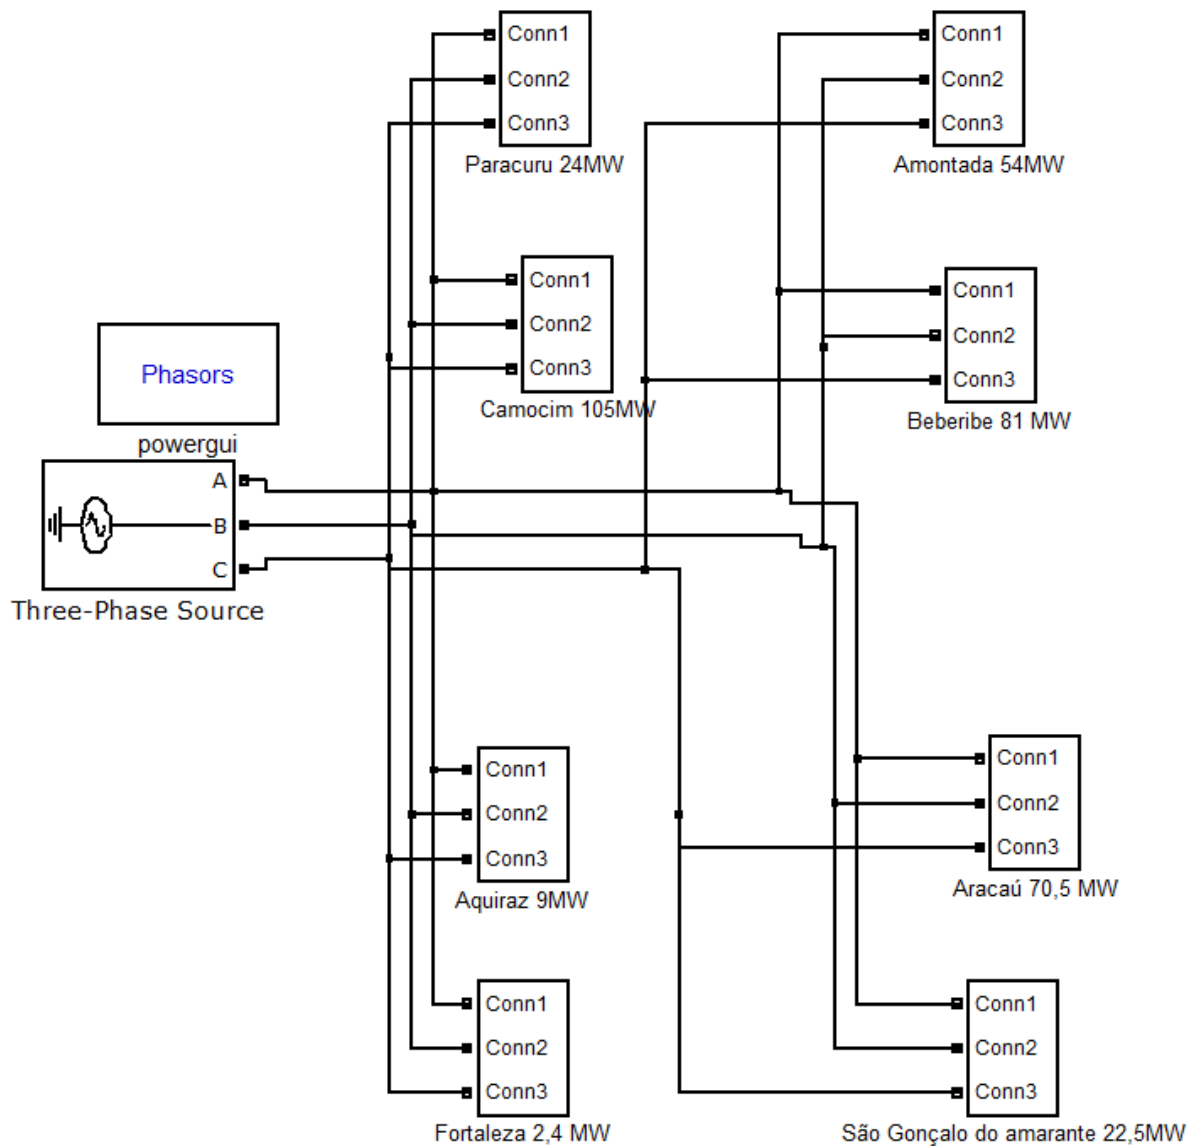 Conn1
Conn2
Conn3
Paracuru 24MW
Conn1
Conn2
Conn3
Amontada 54MW
Conn1
Conn2
Conn3
Camocim 105MW
Conn1
Conn2
Conn3
Beberibe 81 MW
Phasors
powergui
A
B
C
Three-Phase Source
Conn1
Conn2
Conn3
Aquiraz 9MW
Conn1
Conn2
Conn3
Aracaú 70,5 MW
Conn1
Conn2
Conn3
Fortaleza 2,4 MW
Conn1
Conn2
Conn3
São Gonçalo do amarante 22,5MW